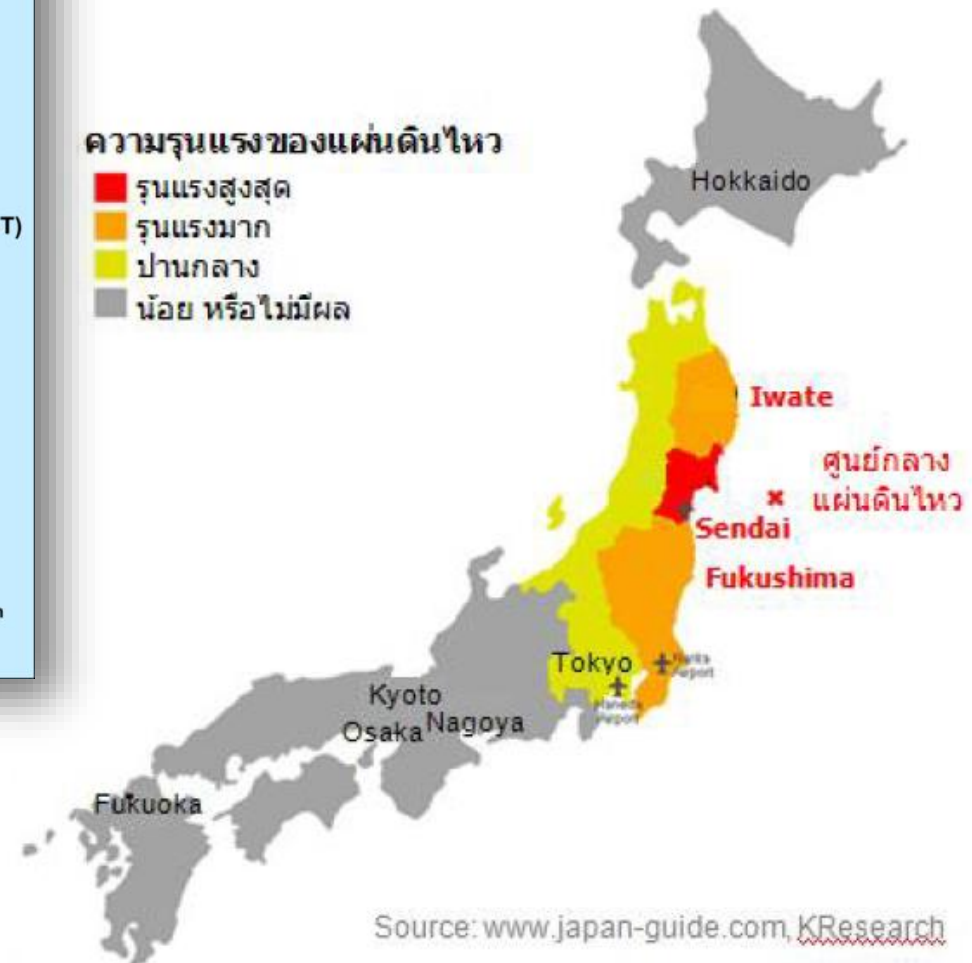 T)
ความรุนแรงของแผ่นดินไหว
รุนแรงสูงสุด
รุนแรงมาก
ปานกลาง
น้อย หรือไม่มีผล
Hokkaido
Iwate
ศูนย์กลาง
แผ่นดินไหว
Sendai
Fukushima
Tokyo
Airport
Haneda
Airport
Kyoto
Osaka
Nagoya
Fukuoka
Source: www.japan-guide.com, KResearch